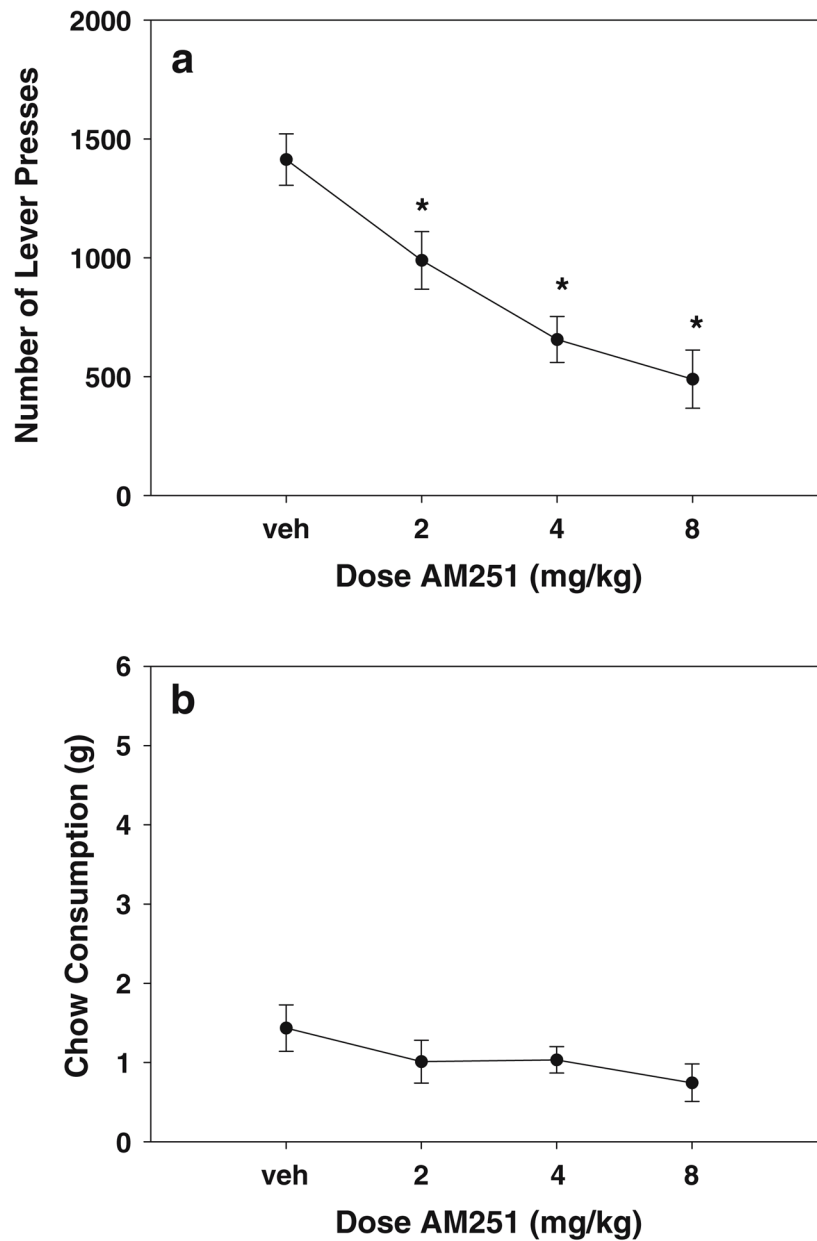 a
Number of Lever Presses
2000
1500
1000
500
0
*
*
*
veh 2 4 8
Dose AM251 (mg/kg)
b
Chow Consumption (g)
6
5
4
3
2
1
0
veh 2 4 8
Dose AM251 (mg/kg)